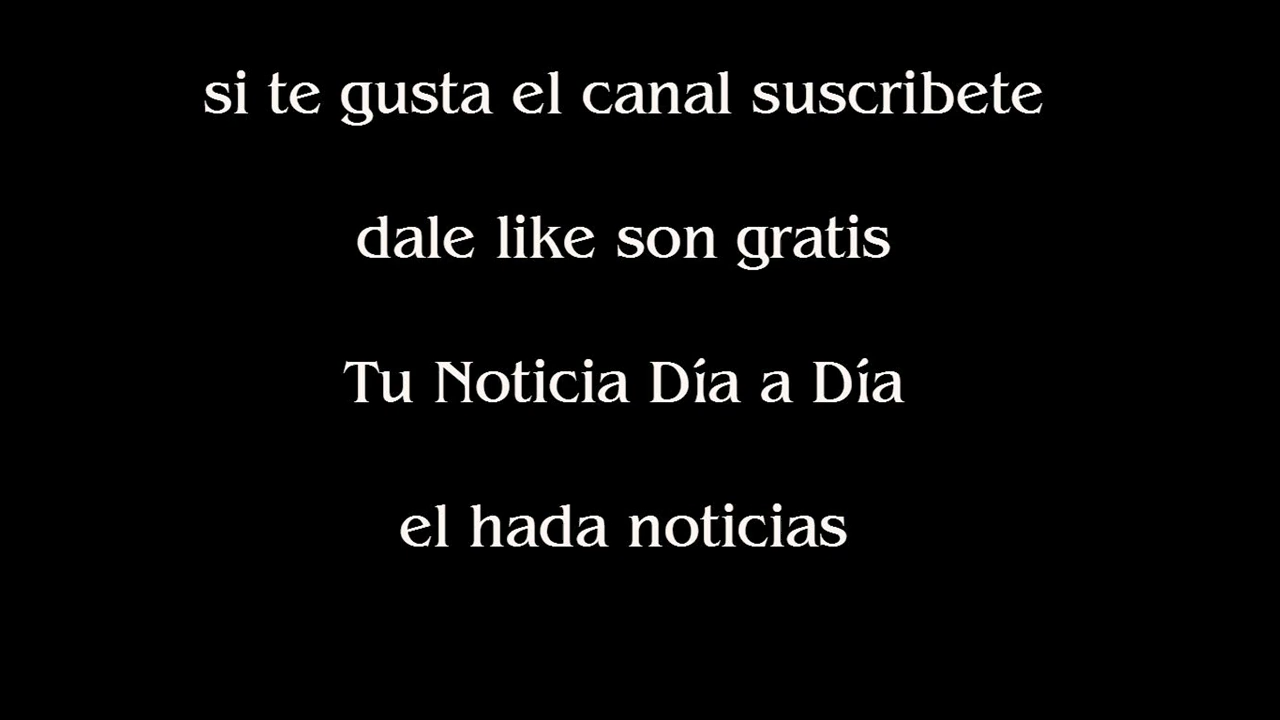 si te gusta el canal suscribete
dale like son gratis
Tu Noticia Día a Día
el hada noticias